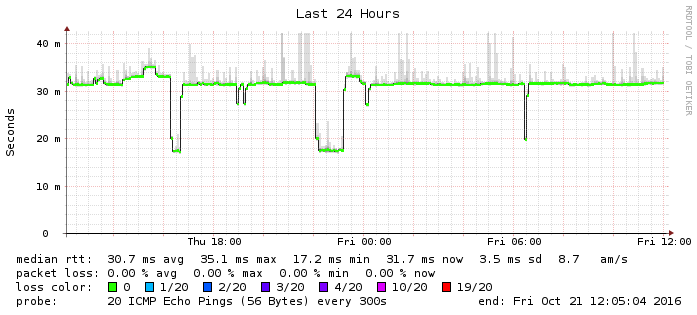 Last 24 Hours
RRDTOOL / TOBI OETIKER
Seconds
40 m
30 m
20 m
10 m
0
Thu 18:00 Fri 00:00 Fri 06:00 Fri 12:00
median rtt: 30.7 ms avg 35.1 ms max 17.2 ms min 31.7 ms now 3.5 ms sd 8.7 am/s
packet loss: 0.00 % avg 0.00 % max 0.00 % min 0.00 % now
loss color: 0 1/20 2/20 3/20 4/20 10/20 19/20
probe: 20 ICMP Echo Pings (56 Bytes) every 300s end: Fri Oct 21 12:05:04 2016